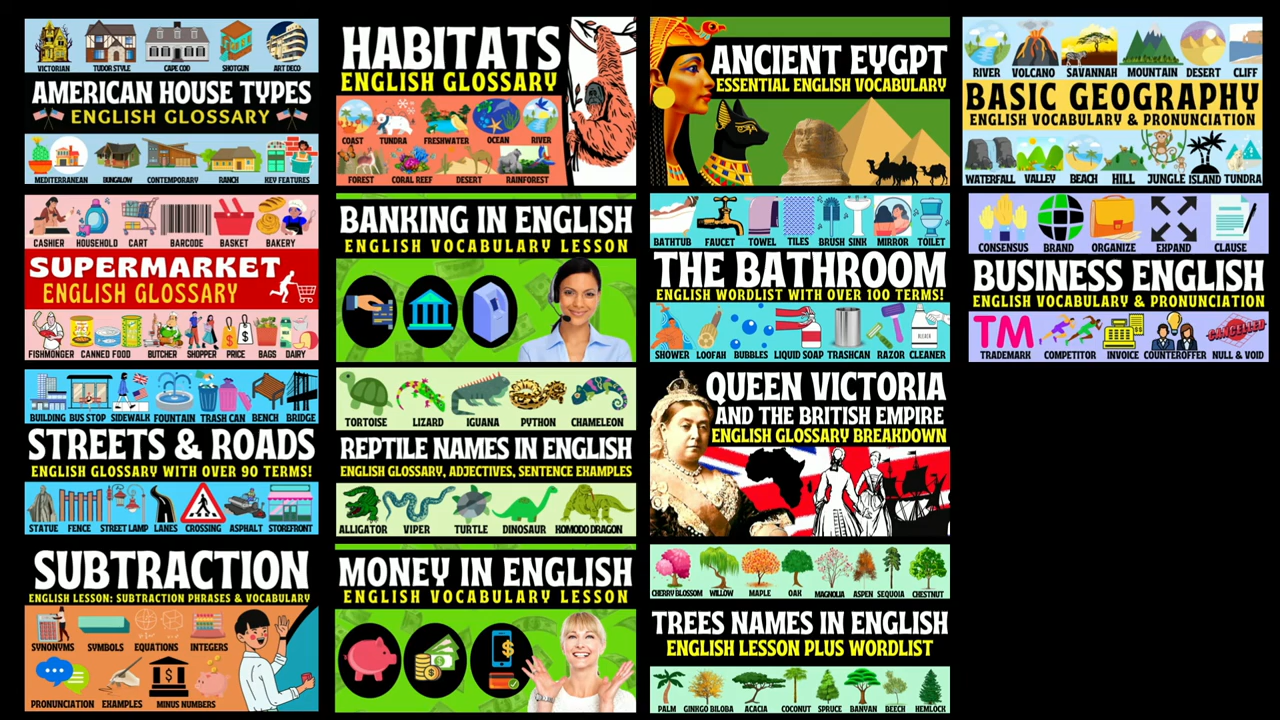 VICTORIAN TUDOR STYLE CAPE COD SHOTGUN ART DECO
AMERICAN HOUSE TYPES
ENGLISH GLOSSARY
MEDITERRANEAN BUNGALOW CONTEMPORARY RANCH KEY FEATURES
CASHIER HOUSEHOLD CART BARCODE BASKET BAKERY
SUPERMARKET
ENGLISH GLOSSARY
FISHMONGER CANNED FOOD BUTCHER SHOPPER PRICE BAGS DAIRY
BUILDING BUS STOP SIDEWALK FOUNTAIN TRASH CAN BENCH BRIDGE
STREETS & ROADS
ENGLISH GLOSSARY WITH OVER 90 TERMS!
STATUE FENCE STREET LAMP LANES CROSSING ASPHALT STOREFRONT
SUBTRACTION
ENGLISH LESSON: SUBTRACTION PHRASES & VOCABULARY
SYNONYMS SYMBOLS EQUATIONS INTEGERS
PRONUNCIATION EXAMPLES MINUS NUMBERS
HABITATS
ENGLISH GLOSSARY
COAST TUNDRA FRESHWATER OCEAN RIVER
FOREST CORAL REEF DESERT RAINFOREST
BANKING IN ENGLISH
ENGLISH VOCABULARY LESSON
TORTOISE LIZARD IGUANA PYTHON CHAMELEON
REPTILE NAMES IN ENGLISH
ENGLISH GLOSSARY, ADJECTIVES, SENTENCE EXAMPLES
ALLIGATOR VIPER TURTLE DINOSAUR KOMODO DRAGON
MONEY IN ENGLISH
ENGLISH VOCABULARY LESSON
ANCIENT EYGPT
ESSENTIAL ENGLISH VOCABULARY
BATHTUB FAUCET TOWEL TILES BRUSH SINK MIRROR TOILET
THE BATHROOM
ENGLISH WORDLIST WITH OVER 100 TERMS!
BLEACH
SHOWER LOOFAH BUBBLES LIQUID SOAP TRASHCAN RAZOR CLEANER
QUEEN VICTORIA
AND THE BRITISH EMPIRE
ENGLISH GLOSSARY BREAKDOWN
CHERRY BLOSSOM WILLOW MAPLE OAK MAGNOLIA ASPEN SEQUOIA CHESTNUT
TREES NAMES IN ENGLISH
ENGLISH LESSON PLUS WORDLIST
PALM GINKGO BILOBA ACACIA COCONUT SPRUCE BANYAN BEECH HEMLOCK
RIVER VOLCANO SAVANNAH MOUNTAIN DESERT CLIFF
BASIC GEOGRAPHY
ENGLISH VOCABULARY & PRONUNCIATION
WATERFALL VALLEY BEACH HILL JUNGLE ISLAND TUNDRA
CONSENSUS BRAND ORGANIZE EXPAND CLAUSE
BUSINESS ENGLISH
ENGLISH VOCABULARY & PRONUNCIATION
TM CANCELLED
TRADEMARK COMPETITOR INVOICE COUNTEROFFER NULL & VOID